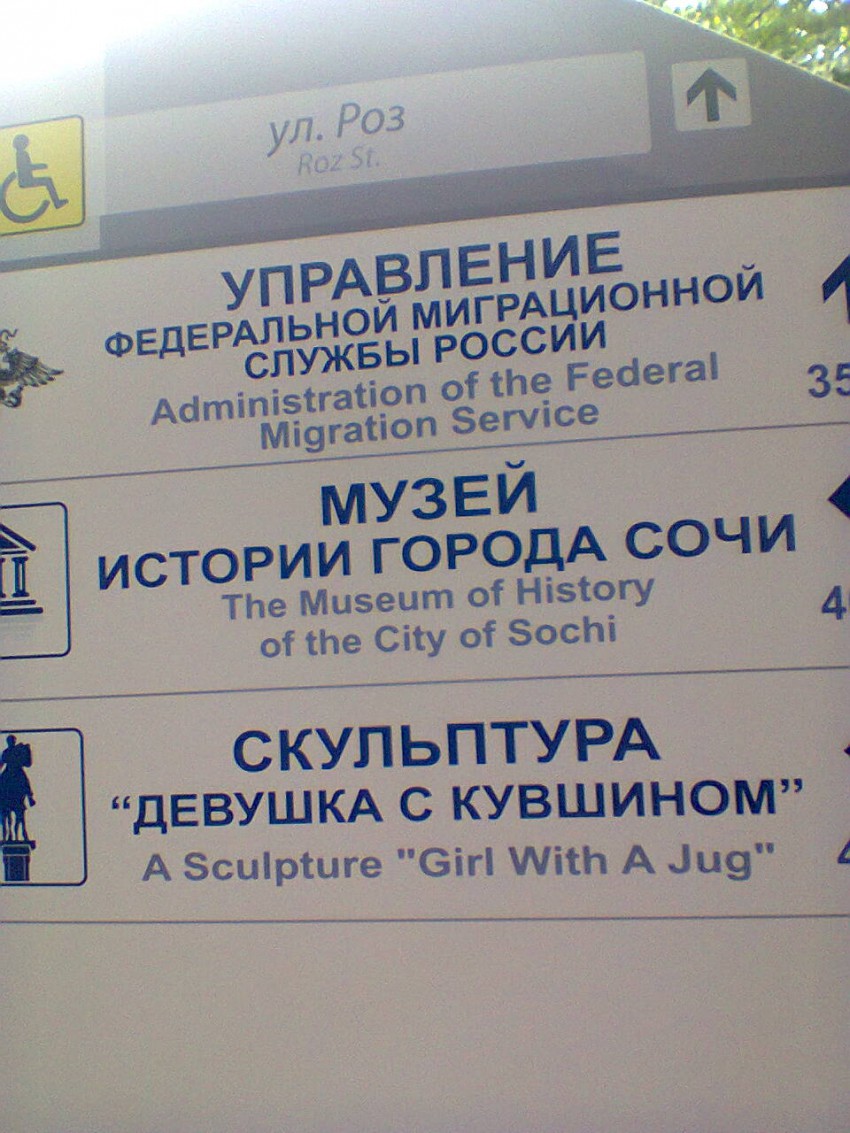 ул. Роз
Roz St.
УПРАВЛЕНИЕ
ФЕДЕРАЛЬНОЙ МИГРАЦИОННОЙ
СЛУЖБЫ РОССИИ
Administration of the Federal
Migration Service
МУЗЕЙ
ИСТОРИИ ГОРОДА СОЧИ
The Museum of History
of the City of Sochi
СКУЛЬПТУРА
“ДЕВУШКА С КУВШИНОМ”
A Sculpture "Girl With A Jug"